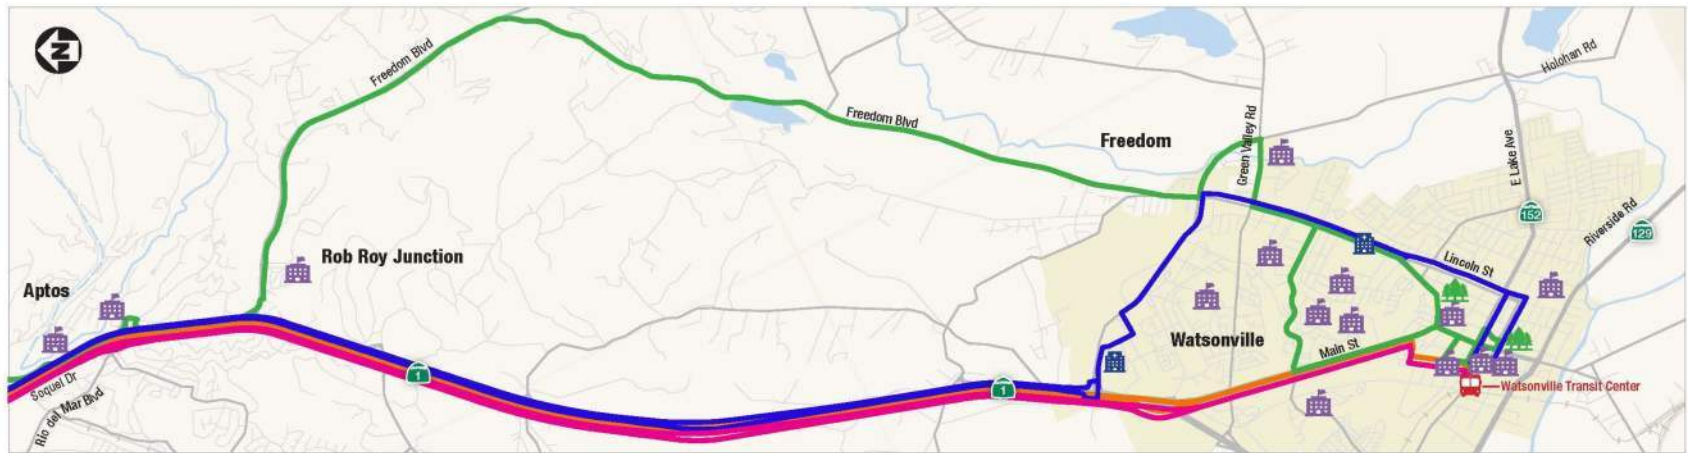 N
Freedom Blvd
Holohan Rd
Freedom Blvd
Freedom
Green Valley Rd
E Lake Ave
152
Riverside Rd
129
Rob Roy Junction
Lincoln St
Aptos
Watsonville
Main St
1
1
Soquel Dr
Watsonville Transit Center
Rio del Mar Blvd